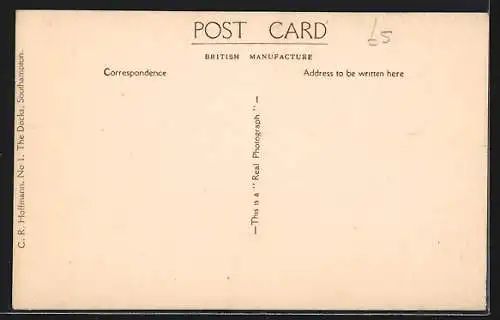 POST CARD
£5
BRITISH MANUFACTURE
Correspondence
Address to be written here
—This is a "Real Photograph"—
C. R. Hoffmann, No 1, The Docks, Southampton.